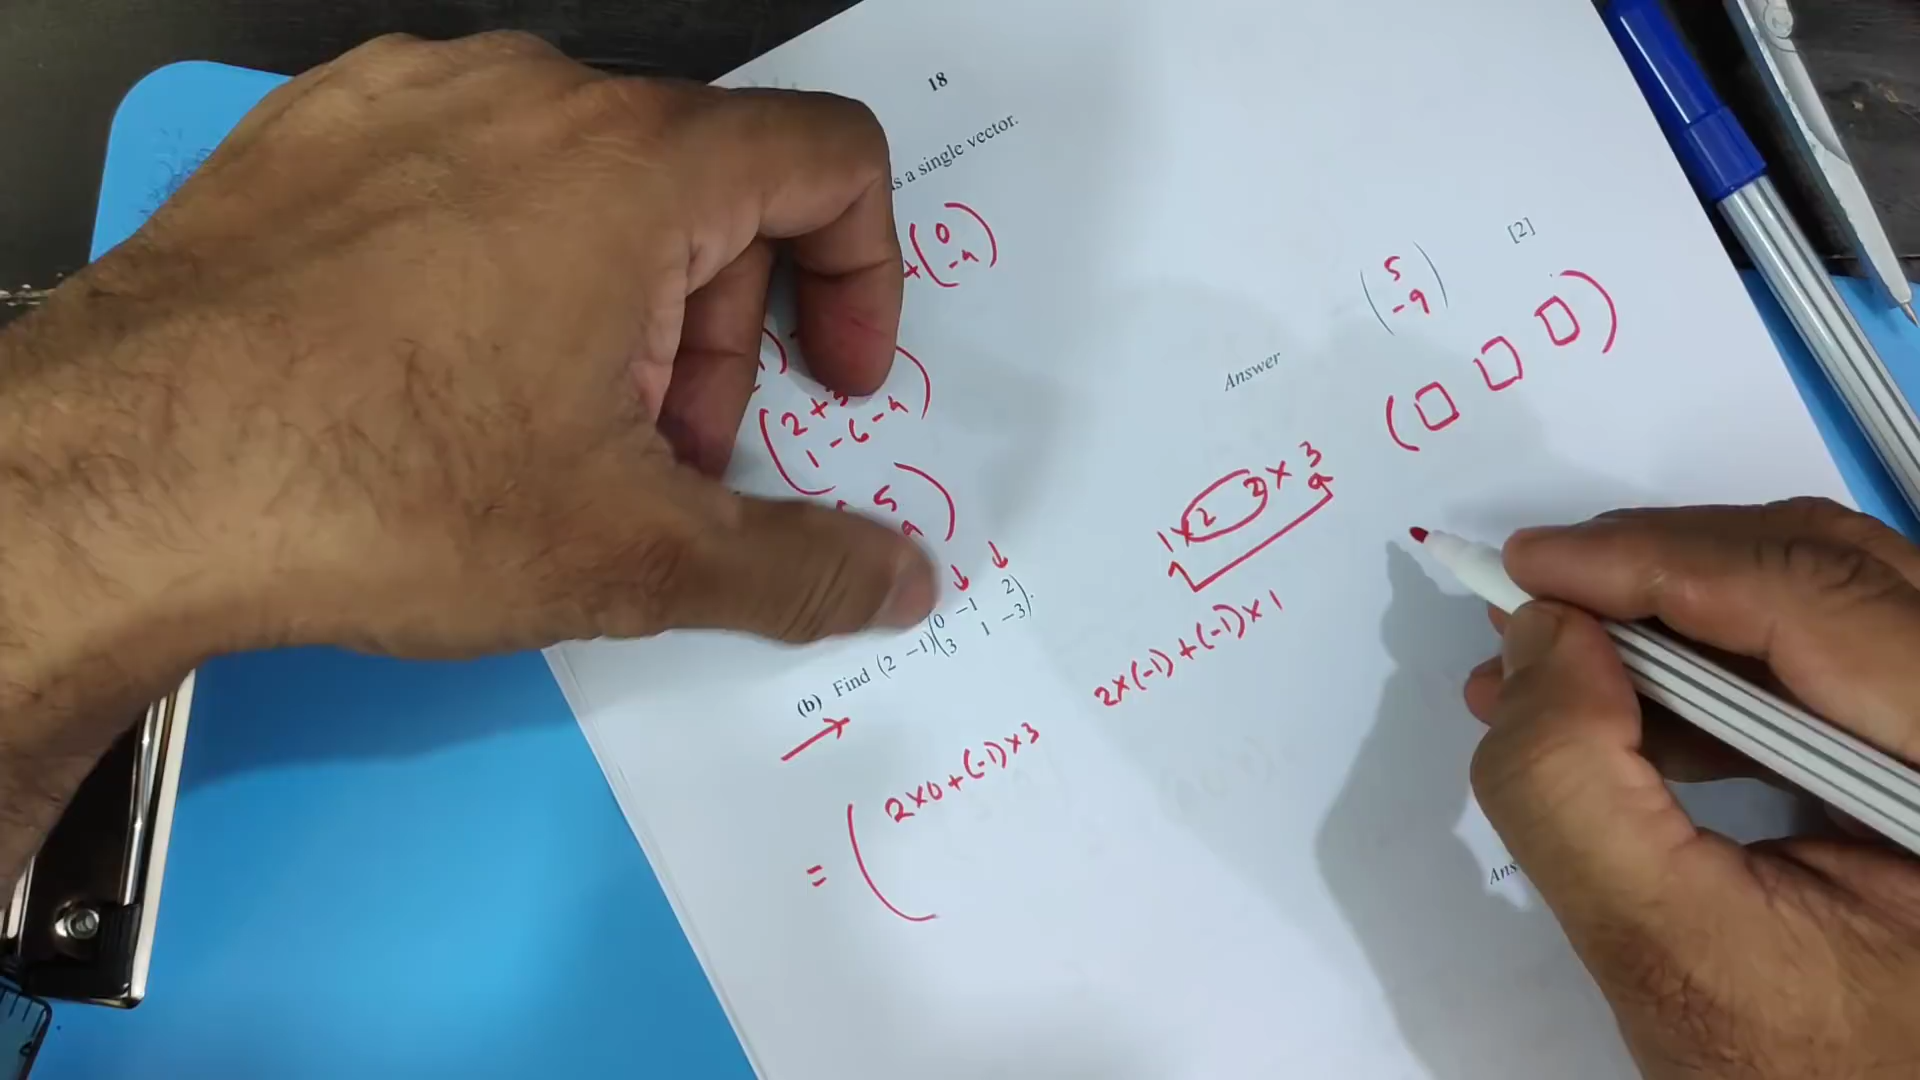 18
s a single vector.
+(0
-4)
[2]
(5
-9)
Answer
(2+3
1-6-4)
5
9
(□ □ □)
1×2 2×3
(b) Find (2 -1)(0 -1 2
3 1 -3).
= (2×0+(-1)×3 2×(-1)+(-1)×1
Ans